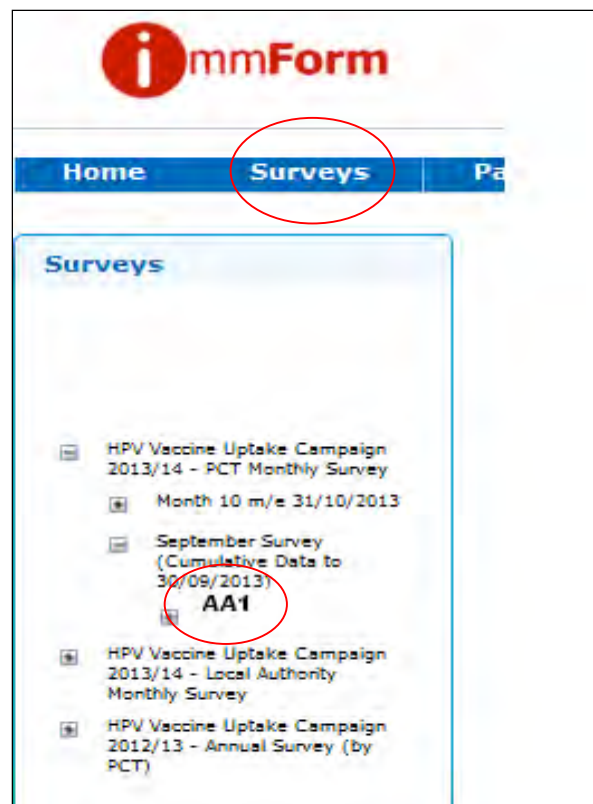 immForm
Home Surveys Pa
Surveys
HPV Vaccine Uptake Campaign
2013/14 - PCT Monthly Survey
Month 10 m/e 31/10/2013
September Survey
(Cumulative Data to
30/09/2013)
AA1
HPV Vaccine Uptake Campaign
2013/14 - Local Authority
Monthly Survey
HPV Vaccine Uptake Campaign
2012/13 - Annual Survey (by
PCT)